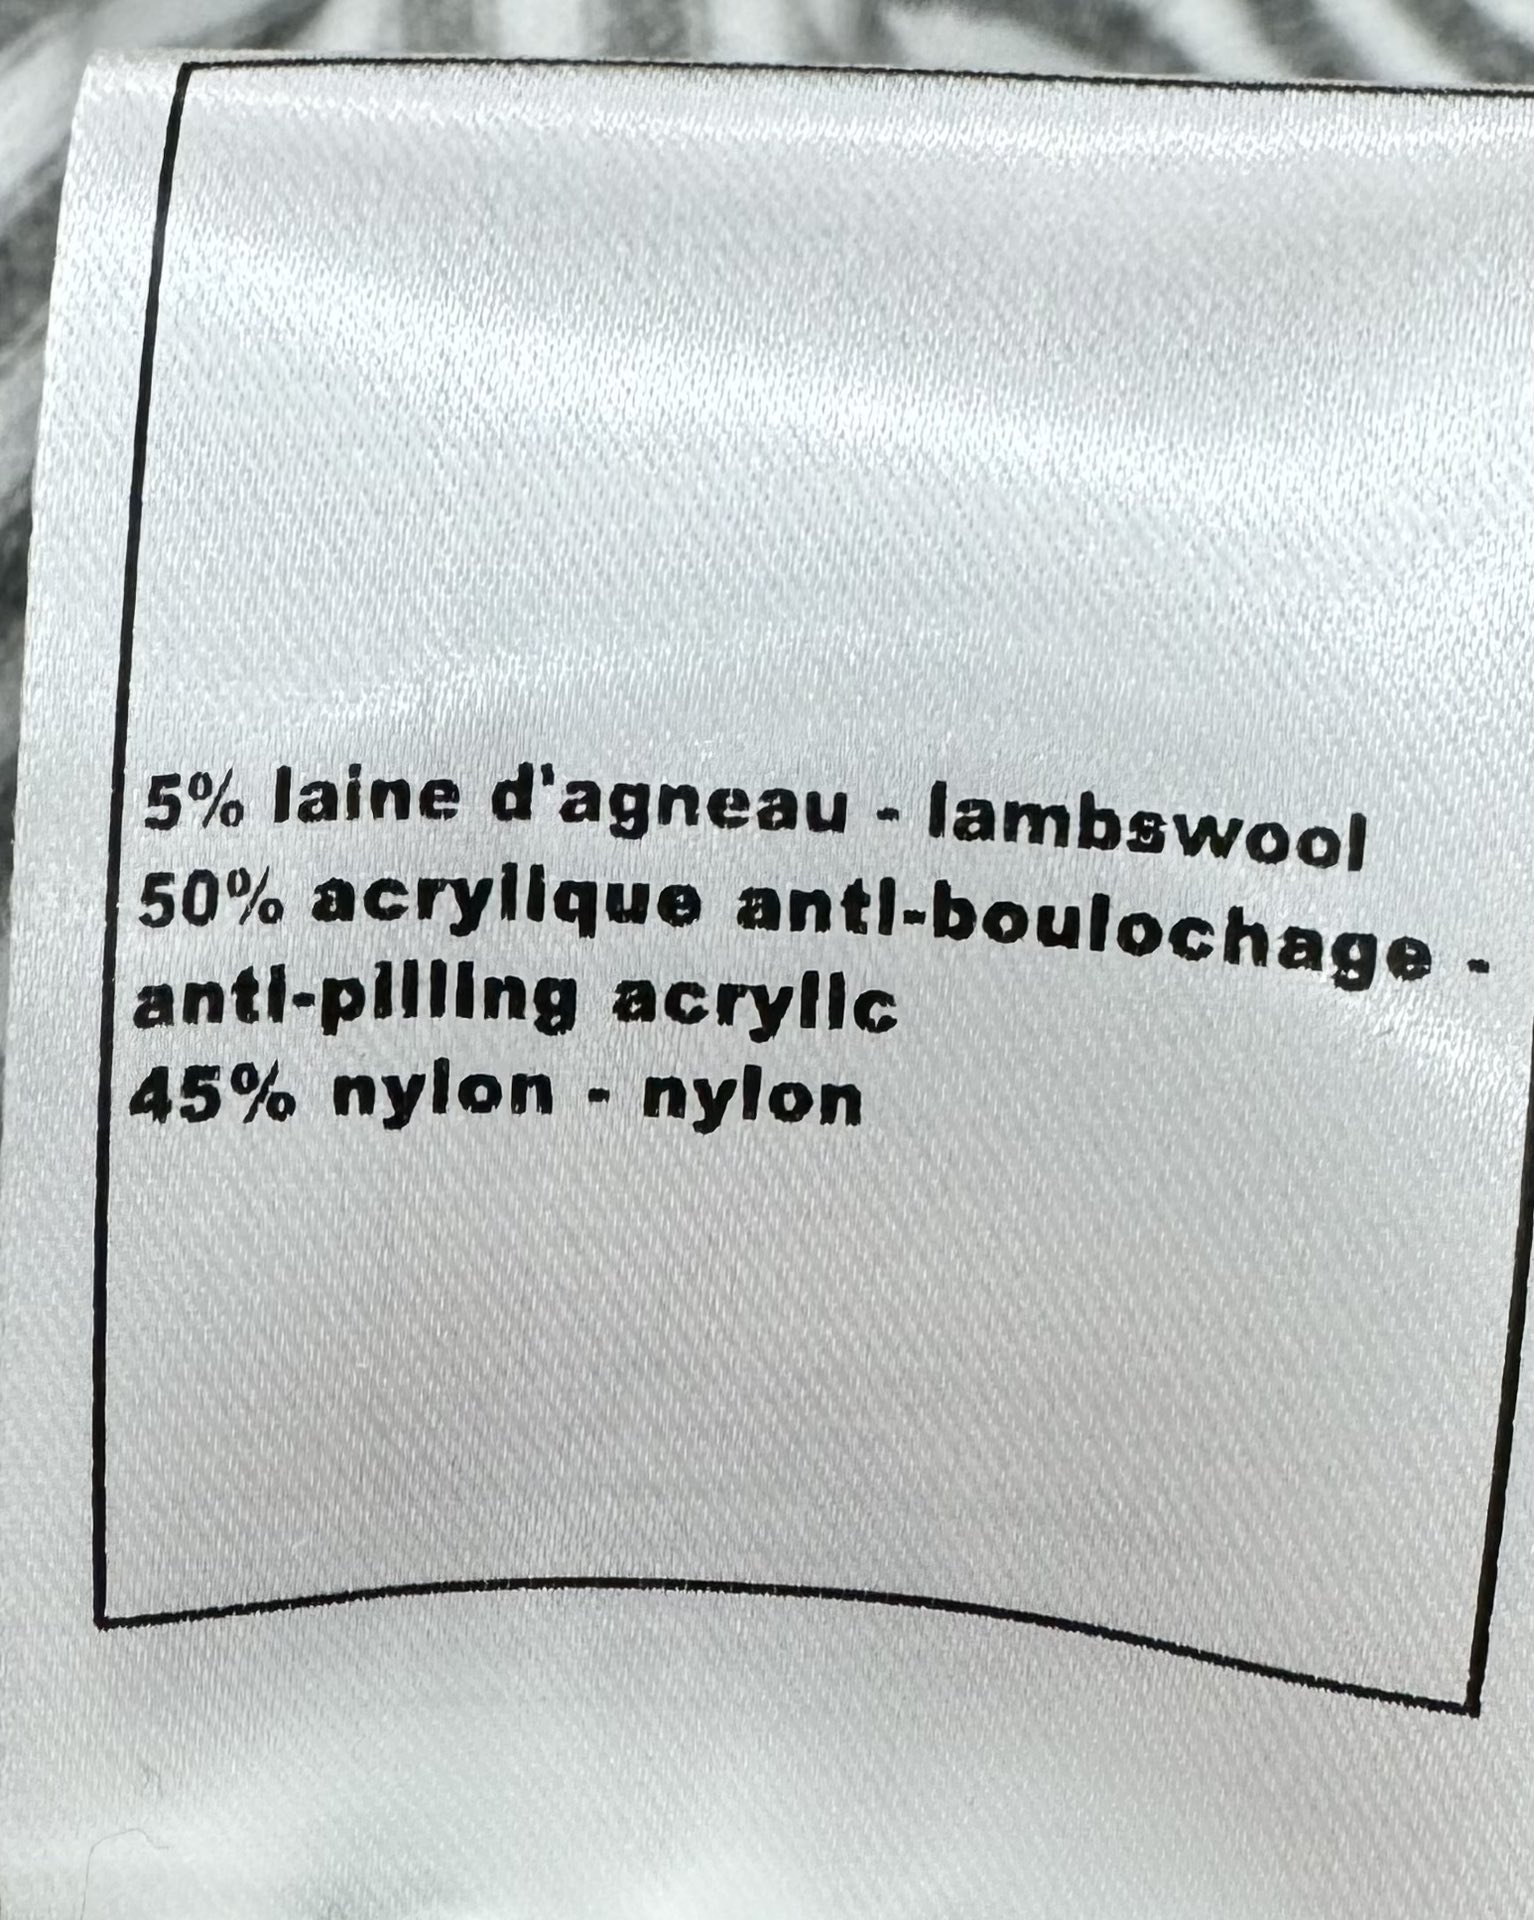 5% laine d'agneau - lambswool
50% acrylique anti-boulochage -
anti-pilling acrylic
45% nylon - nylon